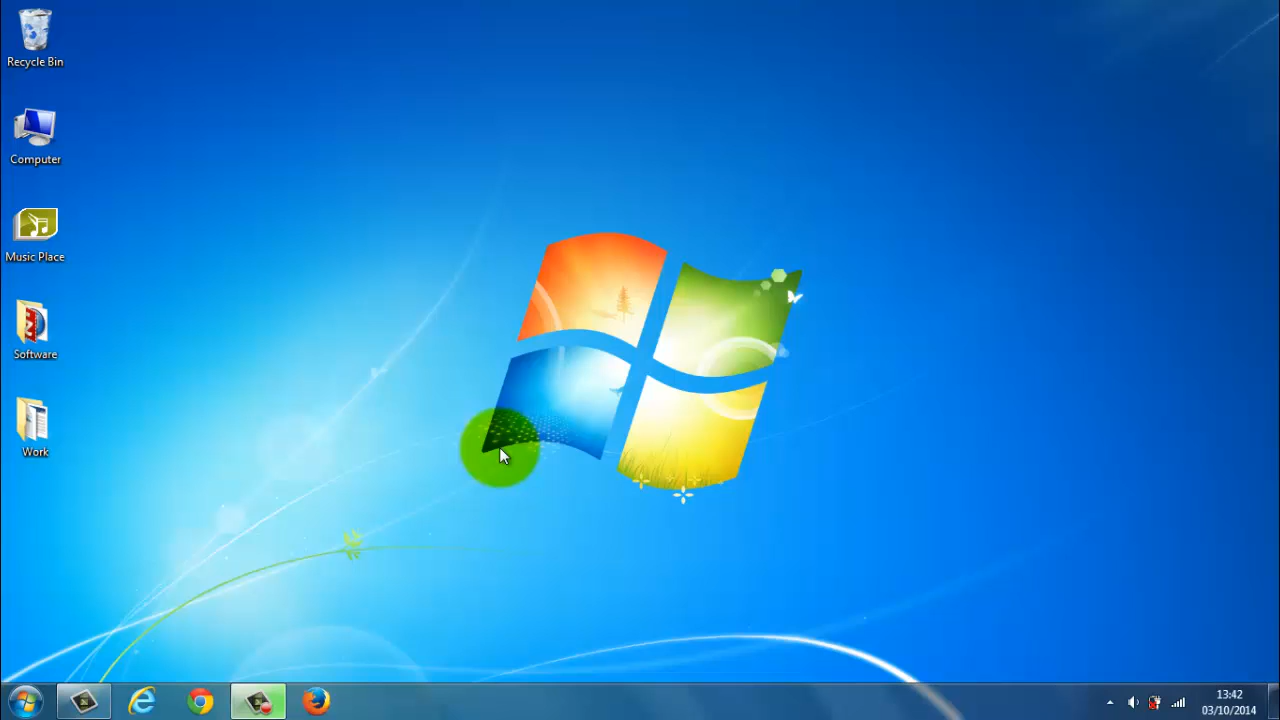 Recycle Bin
Computer
Music Place
Software
Work
13:42
03/10/2014